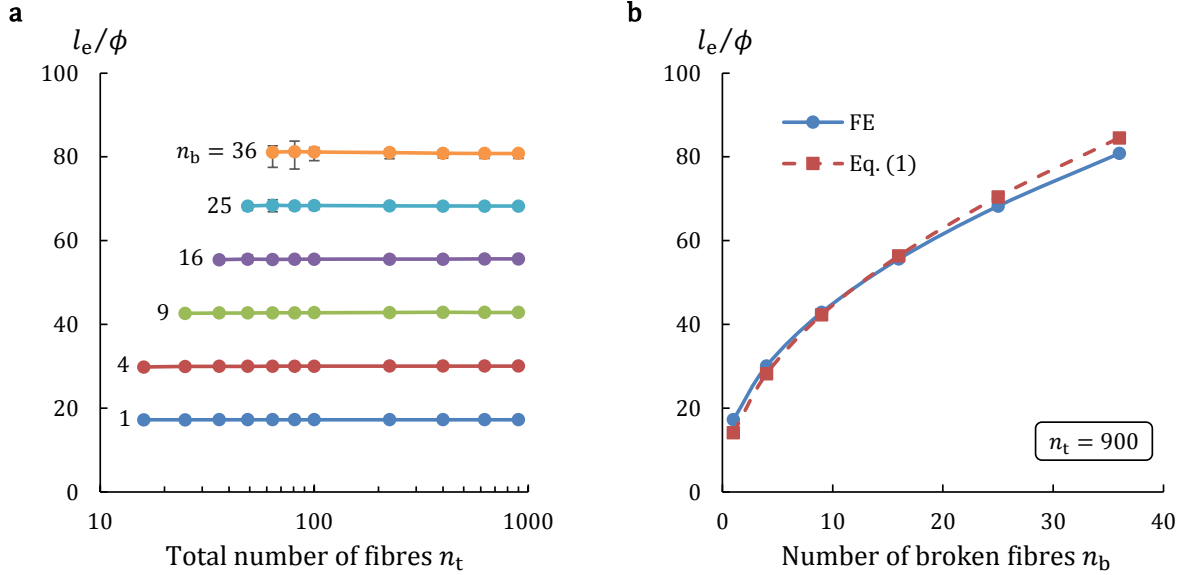 a
l_e/ϕ
100
80
60
40
20
0
n_b = 36
25
16
9
4
1
10
100
1000
Total number of fibres n_t
b
l_e/ϕ
100
80
60
40
20
0
FE
Eq. (1)
n_t = 900
0
10
20
30
40
Number of broken fibres n_b